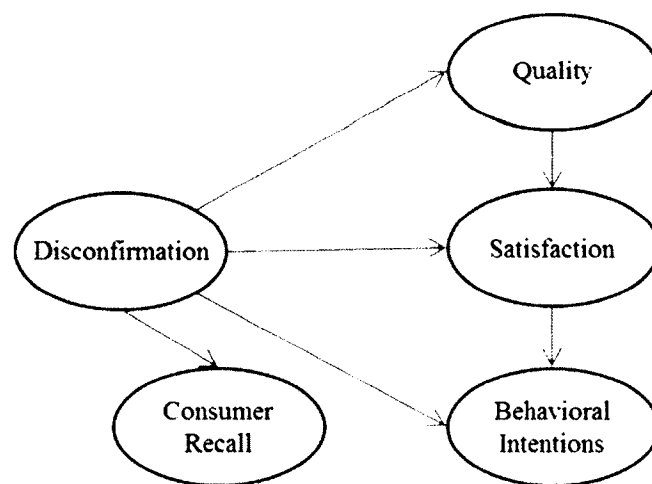 Quality
Disconfirmation
Satisfaction
Consumer
Recall
Behavioral
Intentions